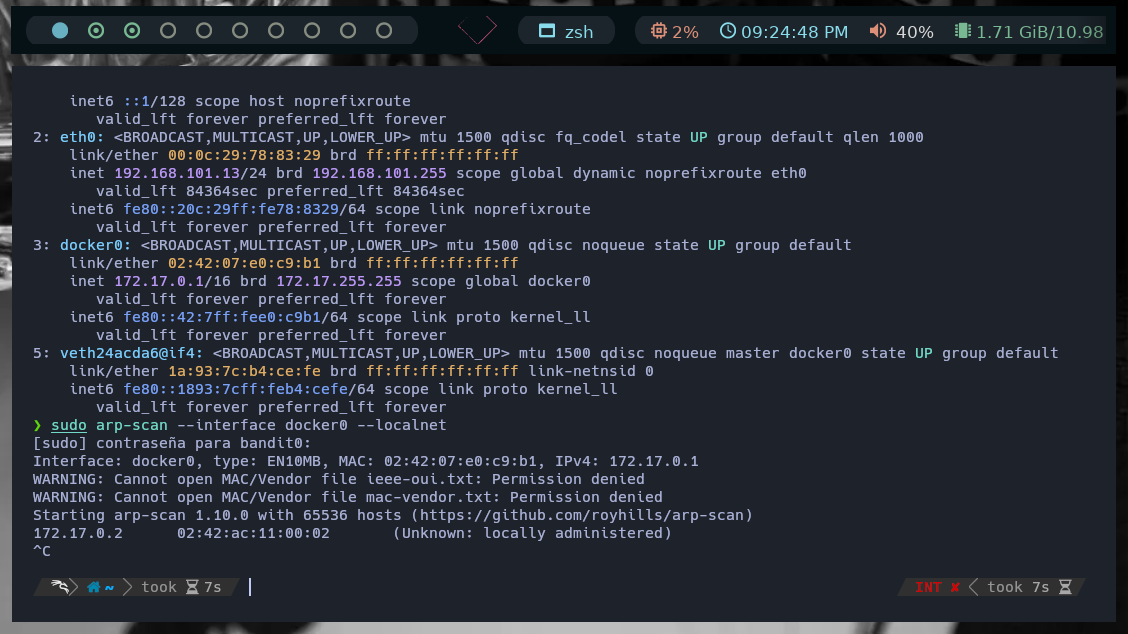 zsh
2%
09:24:48 PM
40%
1.71 GiB/10.98
inet6 ::1/128 scope host noprefixroute
valid_lft forever preferred_lft forever
2: eth0: <BROADCAST,MULTICAST,UP,LOWER_UP> mtu 1500 qdisc fq_codel state UP group default qlen 1000
link/ether 00:0c:29:78:83:29 brd ff:ff:ff:ff:ff:ff
inet 192.168.101.13/24 brd 192.168.101.255 scope global dynamic noprefixroute eth0
valid_lft 84364sec preferred_lft 84364sec
inet6 fe80::20c:29ff:fe78:8329/64 scope link noprefixroute
valid_lft forever preferred_lft forever
3: docker0: <BROADCAST,MULTICAST,UP,LOWER_UP> mtu 1500 qdisc noqueue state UP group default
link/ether 02:42:07:e0:c9:b1 brd ff:ff:ff:ff:ff:ff
inet 172.17.0.1/16 brd 172.17.255.255 scope global docker0
valid_lft forever preferred_lft forever
inet6 fe80::42:7ff:fee0:c9b1/64 scope link proto kernel_ll
valid_lft forever preferred_lft forever
5: veth24acda6@if4: <BROADCAST,MULTICAST,UP,LOWER_UP> mtu 1500 qdisc noqueue master docker0 state UP group default
link/ether 1a:93:7c:b4:ce:fe brd ff:ff:ff:ff:ff:ff link-netnsid 0
inet6 fe80::1893:7cff:feb4:cefe/64 scope link proto kernel_ll
valid_lft forever preferred_lft forever
❯ sudo arp-scan --interface docker0 --localnet
[sudo] contraseña para bandit0:
Interface: docker0, type: EN10MB, MAC: 02:42:07:e0:c9:b1, IPv4: 172.17.0.1
WARNING: Cannot open MAC/Vendor file ieee-oui.txt: Permission denied
WARNING: Cannot open MAC/Vendor file mac-vendor.txt: Permission denied
Starting arp-scan 1.10.0 with 65536 hosts (https://github.com/royhills/arp-scan)
172.17.0.2 02:42:ac:11:00:02 (Unknown: locally administered)
^C
~ took 7s
INT ✘ took 7s